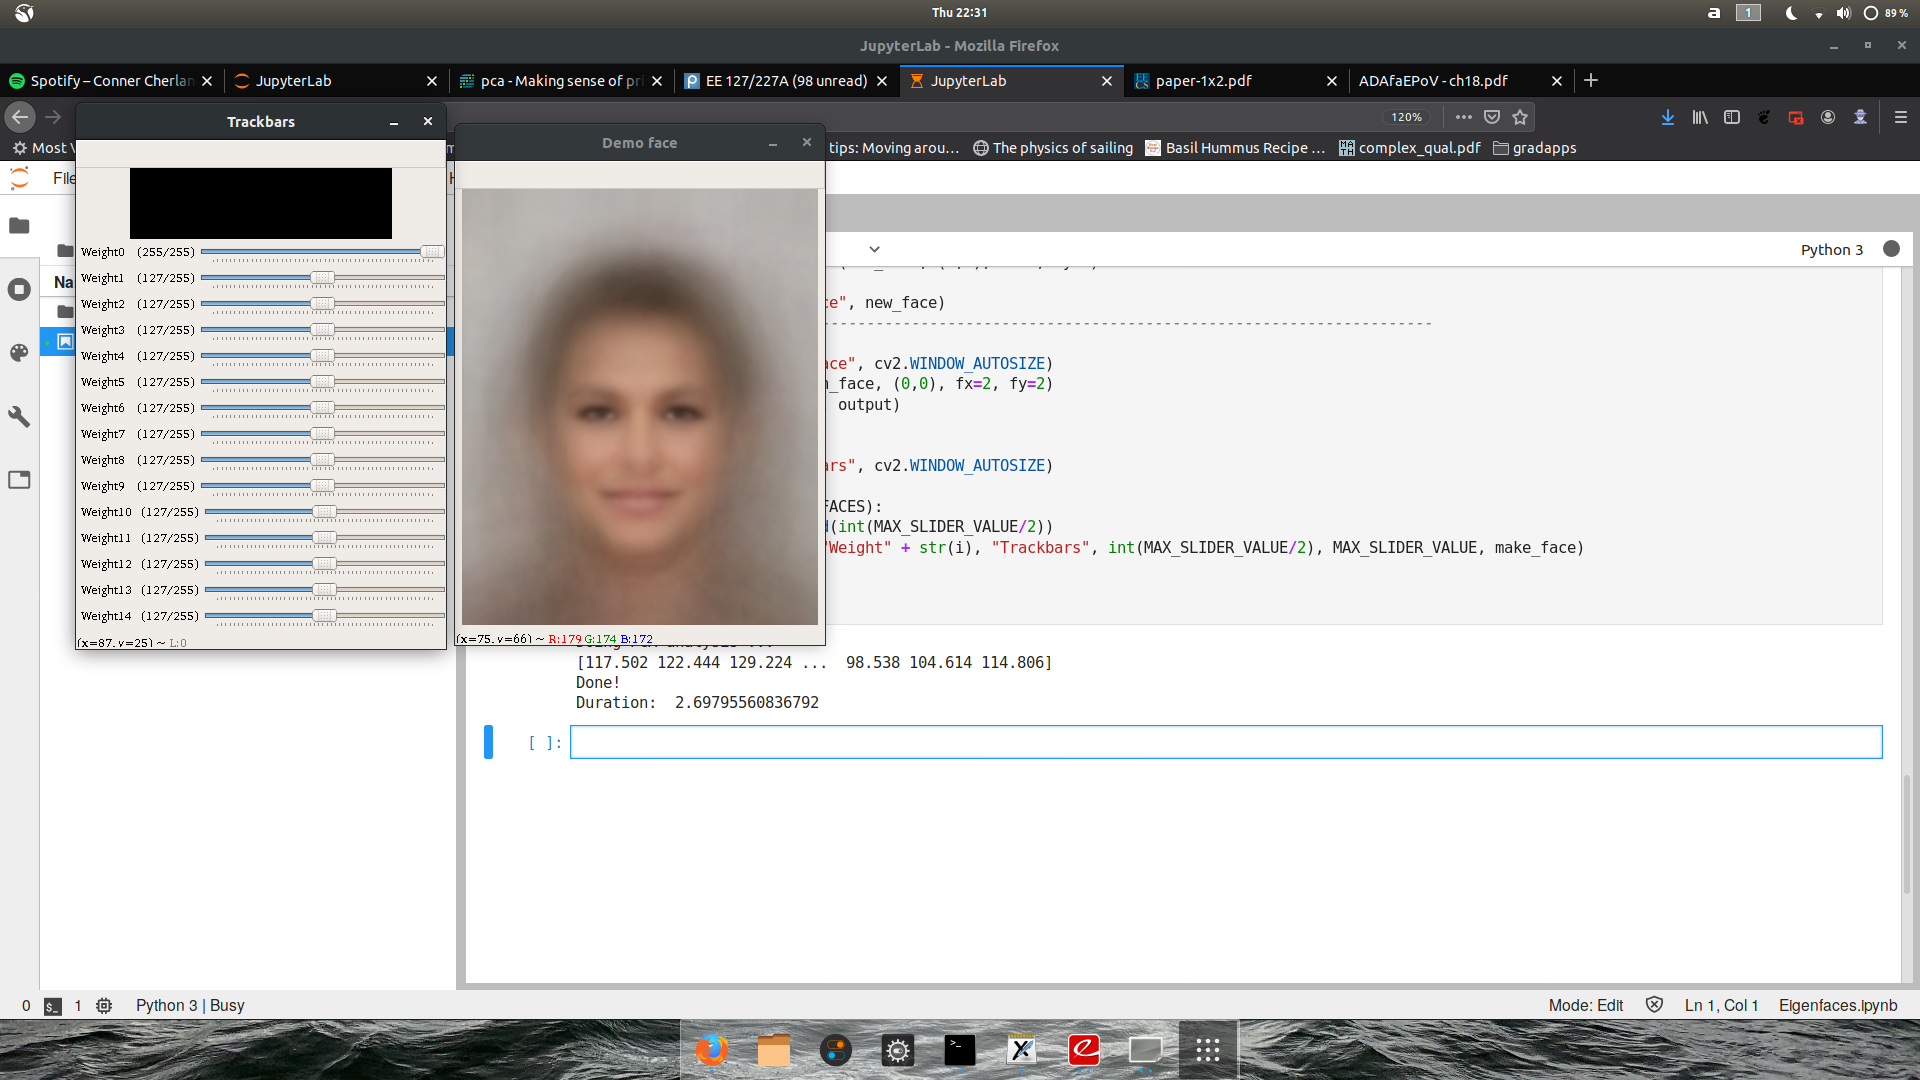 Thu 22:31
a
1
89 %
JupyterLab - Mozilla Firefox
Spotify – Conner Cherlan
JupyterLab
pca - Making sense of pri
EE 127/227A (98 unread)
JupyterLab
paper-1x2.pdf
ADAfaEPoV - ch18.pdf
120%
Most V
tips: Moving arou…
The physics of sailing
Basil Hummus Recipe …
complex_qual.pdf
gradapps
Trackbars
Demo face
File
Na
Python 3
Weight0 (255/255)
Weight1 (127/255)
Weight2 (127/255)
Weight3 (127/255)
Weight4 (127/255)
Weight5 (127/255)
Weight6 (127/255)
Weight7 (127/255)
Weight8 (127/255)
Weight9 (127/255)
Weight10 (127/255)
Weight11 (127/255)
Weight12 (127/255)
Weight13 (127/255)
Weight14 (127/255)
(x=87, y=25) ~ L:0
(x=75, y=66) ~ R:179 G:174 B:172
ce", new_face)
ace", cv2.WINDOW_AUTOSIZE)
n_face, (0,0), fx=2, fy=2)
output)
ars", cv2.WINDOW_AUTOSIZE)
FACES):
d(int(MAX_SLIDER_VALUE/2))
"Weight" + str(i), "Trackbars", int(MAX_SLIDER_VALUE/2), MAX_SLIDER_VALUE, make_face)
[117.502 122.444 129.224 ...  98.538 104.614 114.806]
Done!
Duration:  2.69795560836792
[ ]:
0
1
Python 3 | Busy
Mode: Edit
Ln 1, Col 1
Eigenfaces.ipynb